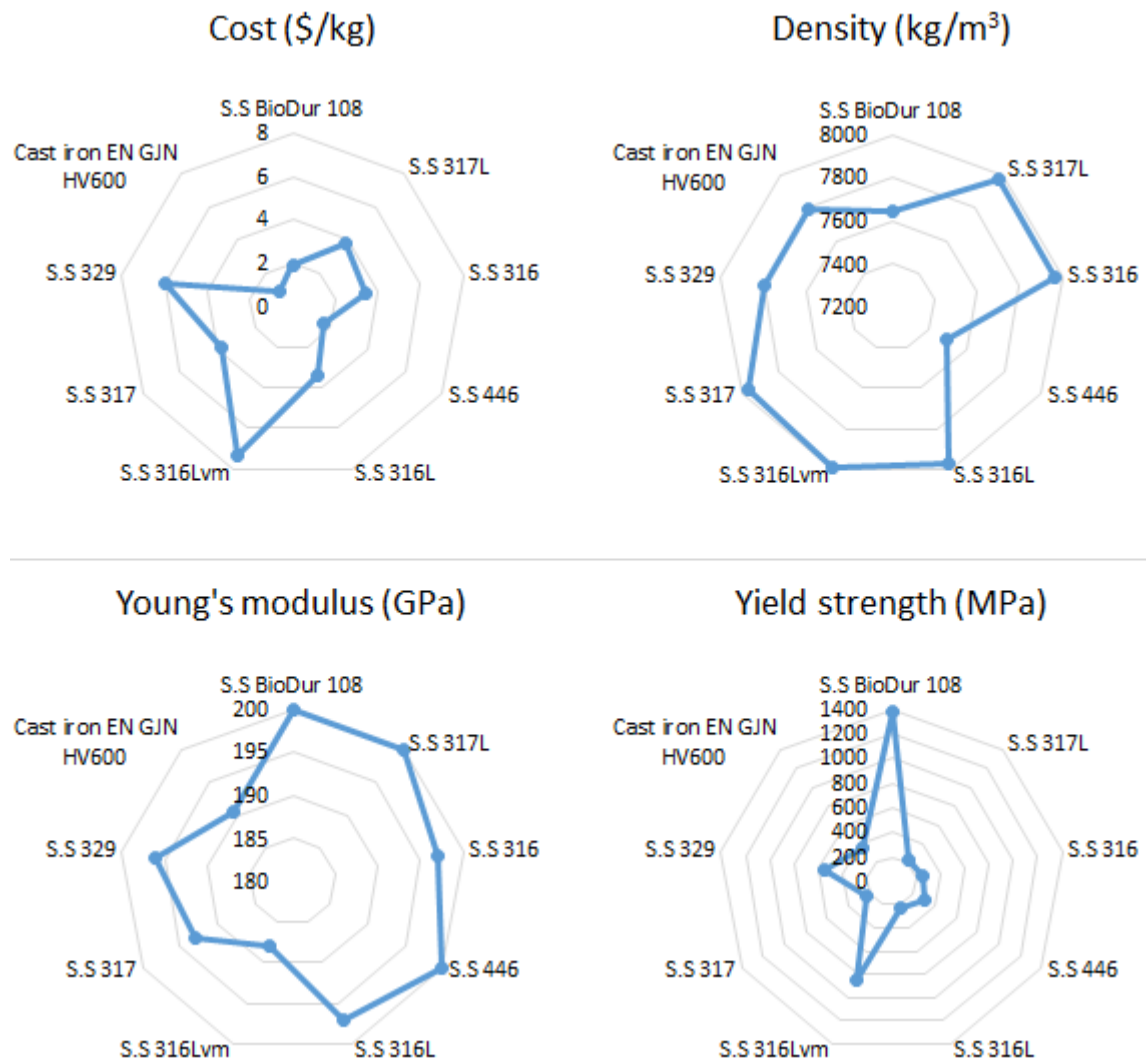 Cost ($/kg)
S.S BioDur 108
8
6
4
2
0
S.S 317L
S.S 316
S.S 446
S.S 316L
S.S 316Lvm
S.S 317
S.S 329
Cast iron EN GJN
HV600
Density (kg/m³)
S.S BioDur 108
8000
7800
7600
7400
7200
S.S 317L
S.S 316
S.S 446
S.S 316L
S.S 316Lvm
S.S 317
S.S 329
Cast iron EN GJN
HV600
Young's modulus (GPa)
S.S BioDur 108
200
195
190
185
180
S.S 317L
S.S 316
S.S 446
S.S 316L
S.S 316Lvm
S.S 317
S.S 329
Cast iron EN GJN
HV600
Yield strength (MPa)
S.S BioDur 108
1400
1200
1000
800
600
400
200
0
S.S 317L
S.S 316
S.S 446
S.S 316L
S.S 316Lvm
S.S 317
S.S 329
Cast iron EN GJN
HV600